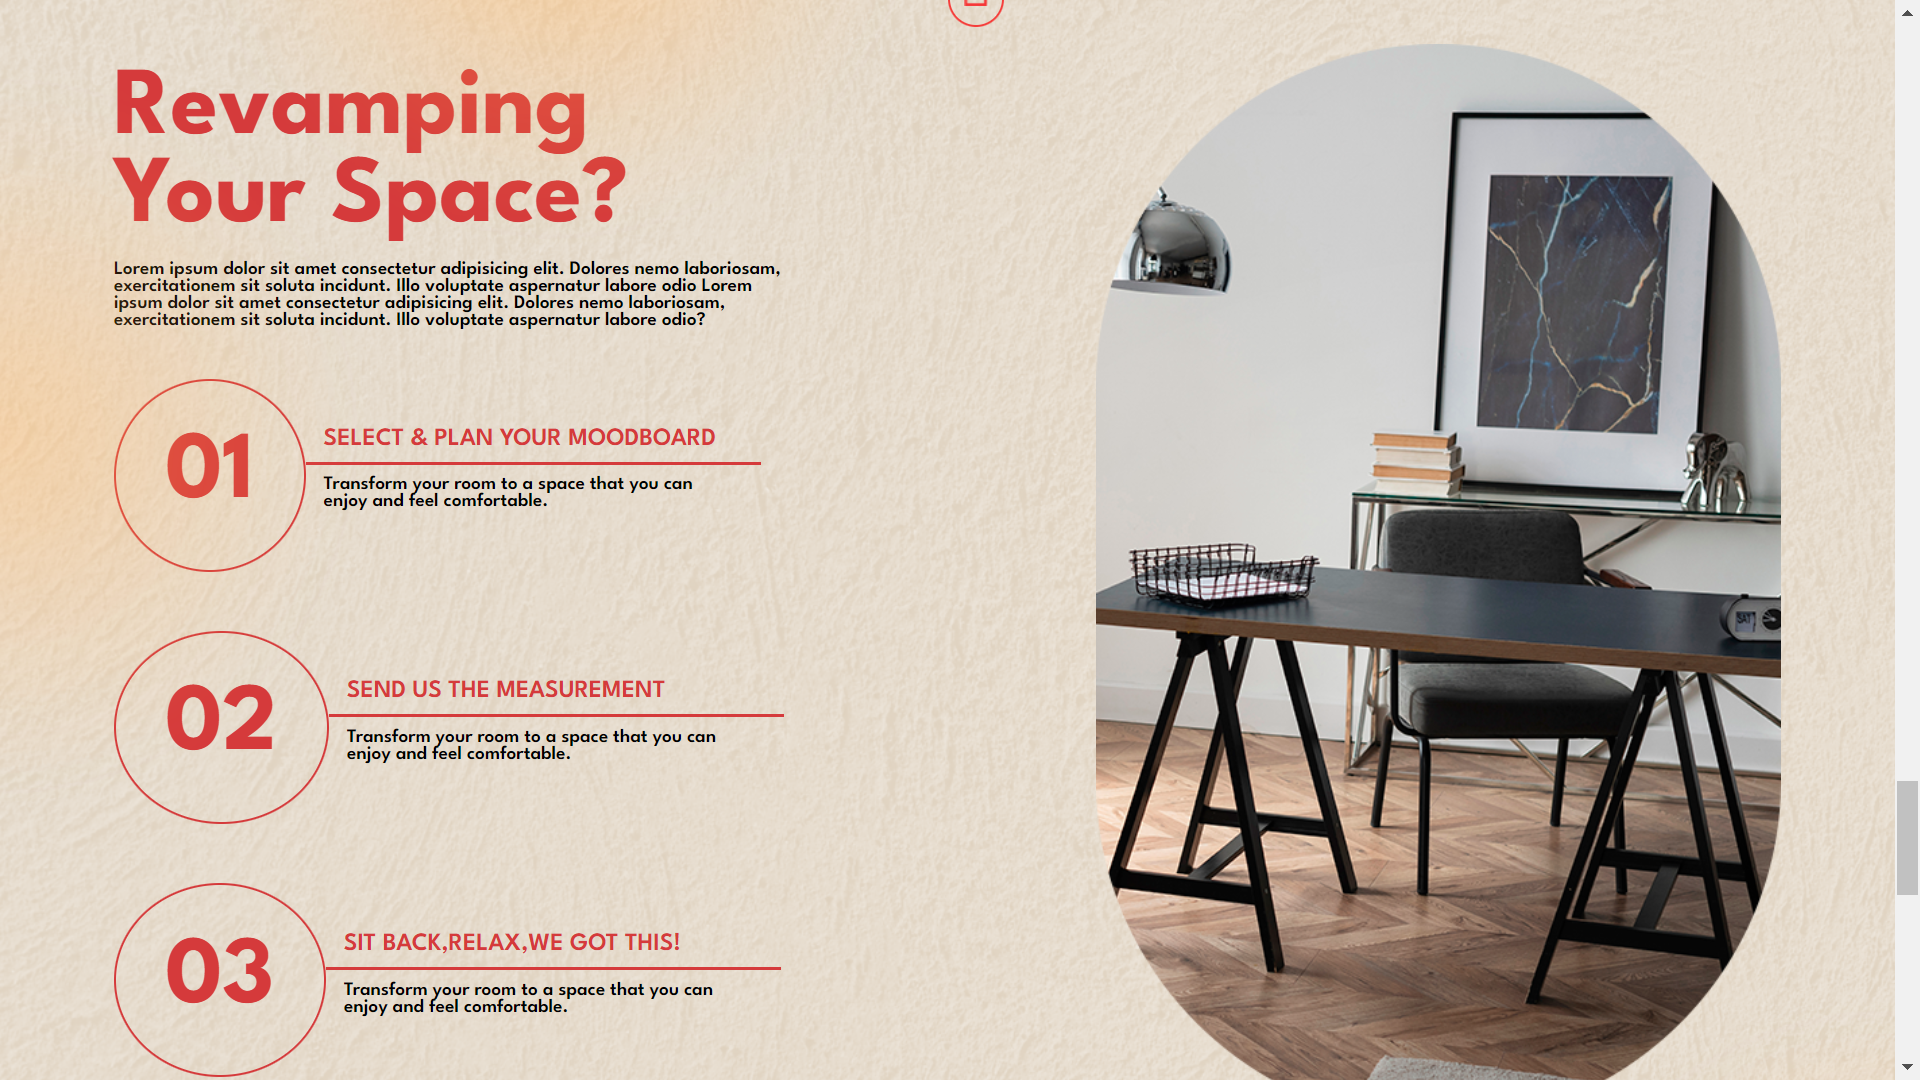 Revamping
Your Space?
Lorem ipsum dolor sit amet consectetur adipisicing elit. Dolores nemo laboriosam,
exercitationem sit soluta incidunt. Illo voluptate aspernatur labore odio Lorem
ipsum dolor sit amet consectetur adipisicing elit. Dolores nemo laboriosam,
exercitationem sit soluta incidunt. Illo voluptate aspernatur labore odio?
01
SELECT & PLAN YOUR MOODBOARD
Transform your room to a space that you can
enjoy and feel comfortable.
02
SEND US THE MEASUREMENT
Transform your room to a space that you can
enjoy and feel comfortable.
03
SIT BACK,RELAX,WE GOT THIS!
Transform your room to a space that you can
enjoy and feel comfortable.
SAT